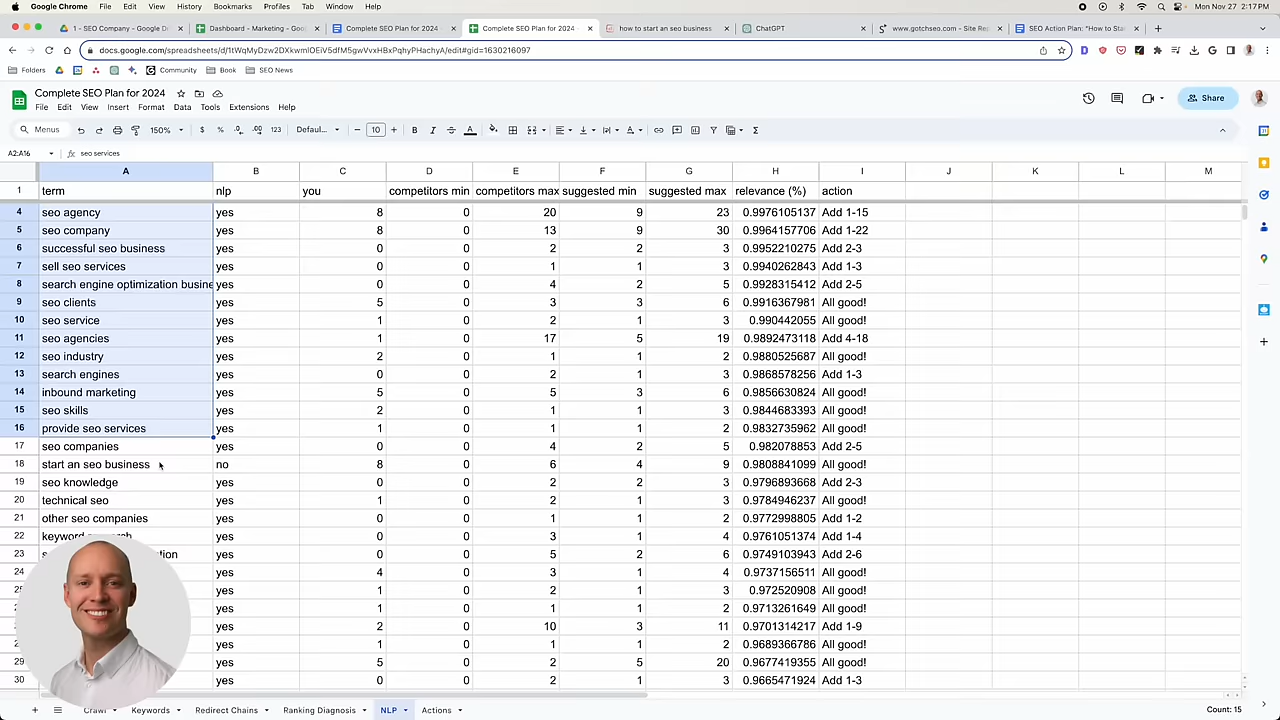 Google Chrome File Edit View History Bookmarks Profiles Tab Window Help Mon Nov 27 2:17 PM
1 - SEO Company - Google D Dashboard - Marketing - Goo Complete SEO Plan for 2024 Complete SEO Plan for 2024 - how to start an seo business ChatGPT www.gotchseo.com - Site Rep SEO Action Plan: "How to Star
docs.google.com/spreadsheets/d/1tWqMyDzw2DXkwmIOEiV5dfM5gwVvxHBxPqhyPHachyA/edit#gid=1630216097
Folders Community Book SEO News
Complete SEO Plan for 2024
File Edit View Insert Format Data Tools Extensions Help
Share
Menus 150% $ % .0 .00 123 Defaul... 10 B I A
A2:A16 fx seo services
A B C D E F G H I J K L M
1 term nlp you competitors min competitors max suggested min suggested max relevance (%) action
4 seo agency yes 8 0 20 9 23 0.9976105137 Add 1-15
5 seo company yes 8 0 13 9 30 0.9964157706 Add 1-22
6 successful seo business yes 0 0 2 2 3 0.9952210275 Add 2-3
7 sell seo services yes 0 0 1 1 3 0.9940262843 Add 1-3
8 search engine optimization busine yes 0 0 4 2 5 0.9928315412 Add 2-5
9 seo clients yes 5 0 3 3 6 0.9916367981 All good!
10 seo service yes 1 0 2 1 3 0.990442055 All good!
11 seo agencies yes 1 0 17 5 19 0.9892473118 Add 4-18
12 seo industry yes 2 0 1 1 2 0.9880525687 All good!
13 search engines yes 0 0 2 1 3 0.9868578256 Add 1-3
14 inbound marketing yes 5 0 5 3 6 0.9856630824 All good!
15 seo skills yes 2 0 1 1 3 0.9844683393 All good!
16 provide seo services yes 1 0 1 1 2 0.9832735962 All good!
17 seo companies yes 0 0 4 2 5 0.982078853 Add 2-5
18 start an seo business no 8 0 6 4 9 0.9808841099 All good!
19 seo knowledge yes 0 0 2 2 3 0.9796893668 Add 2-3
20 technical seo yes 1 0 2 1 3 0.9784946237 All good!
21 other seo companies yes 0 0 1 1 2 0.9772998805 Add 1-2
22 keyword yes 0 0 3 1 4 0.9761051374 Add 1-4
23 yes 0 0 5 2 6 0.9749103943 Add 2-6
24 yes 4 0 3 1 4 0.9737156511 All good!
yes 1 0 2 1 3 0.972520908 All good!
yes 1 0 1 1 2 0.9713261649 All good!
yes 2 0 10 3 11 0.9701314217 Add 1-9
yes 1 0 1 1 2 0.9689366786 All good!
29 yes 5 0 2 5 20 0.9677419355 All good!
30 yes 0 0 2 1 3 0.9665471924 Add 1-3
Crawl Keywords Redirect Chains Ranking Diagnosis NLP Actions Count: 15